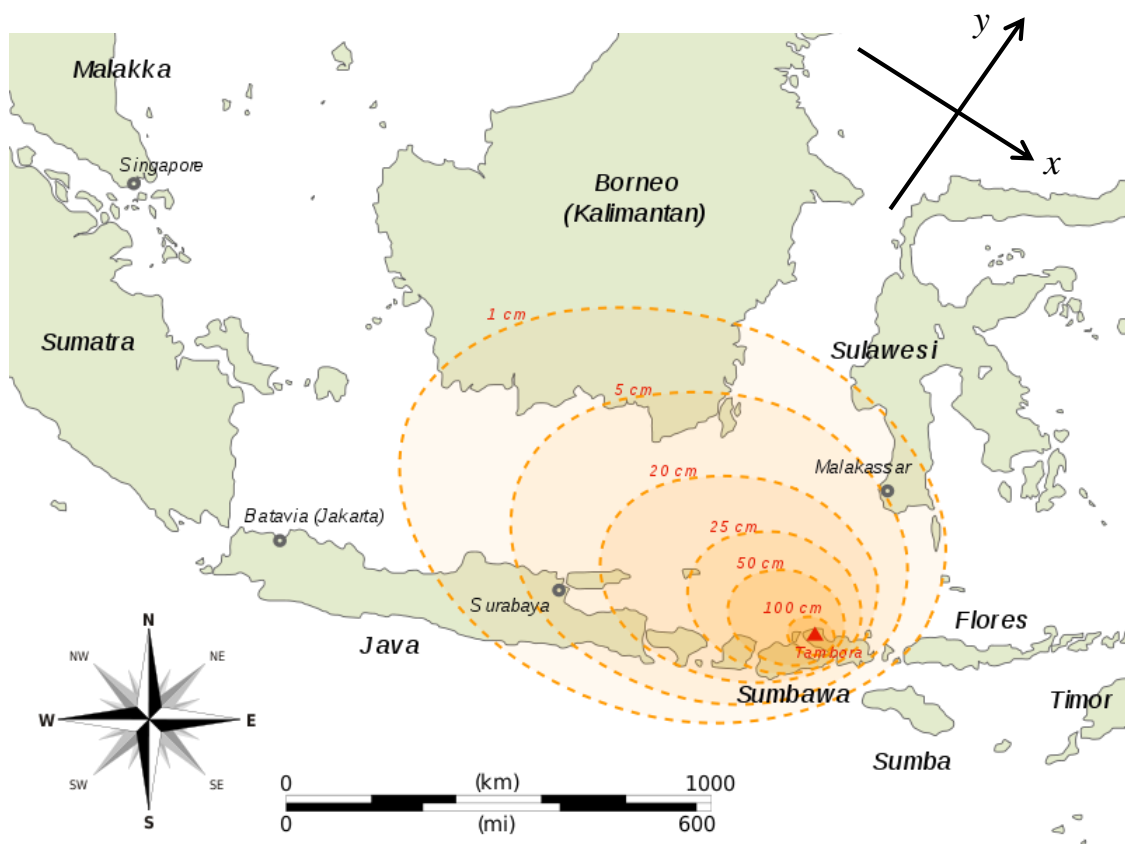 y
x
Malakka
Singapore
Borneo
(Kalimantan)
Sumatra
1 cm
Sulawesi
5 cm
20 cm
Malakassar
Batavia (Jakarta)
25 cm
50 cm
Surabaya
100 cm
Flores
Java
Tambora
Sumbawa
Timor
Sumba
N
NW
NE
W
E
SW
SE
S
0 (km) 1000
0 (mi) 600